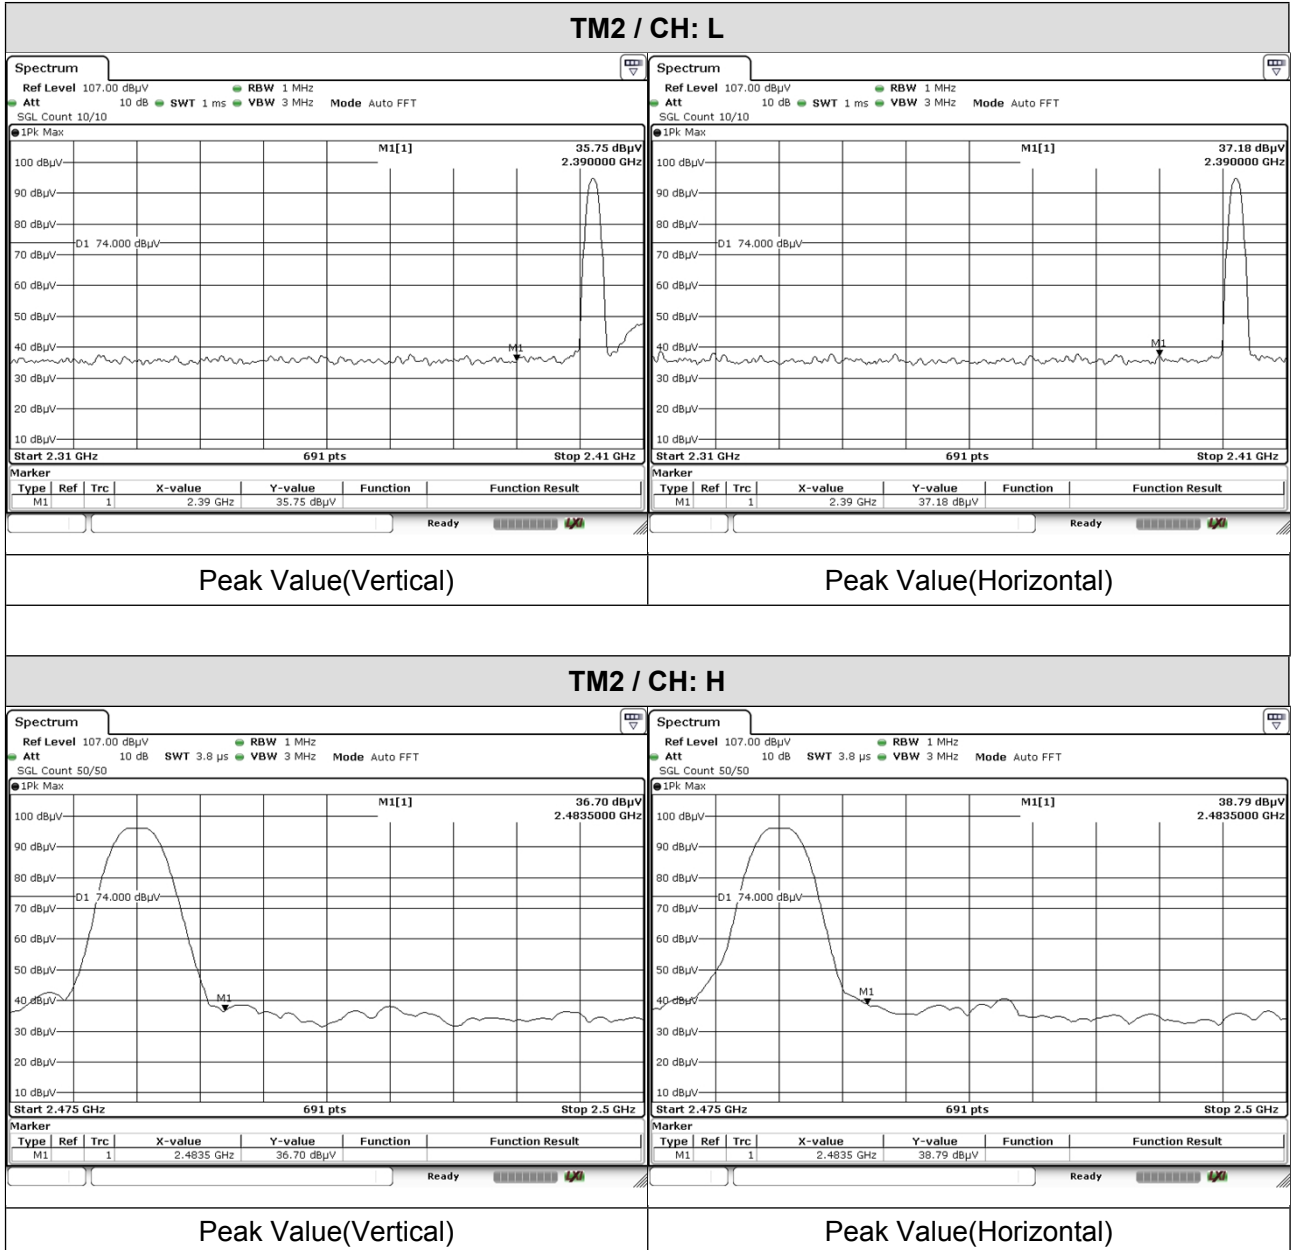 TM2 / CH: L
Spectrum
Ref Level 107.00 dBµV RBW 1 MHz
Att 10 dB SWT 1 ms VBW 3 MHz Mode Auto FFT
SGL Count 10/10
1Pk Max
M1[1] 35.75 dBµV
2.390000 GHz
100 dBµV
90 dBµV
80 dBµV
D1 74.000 dBµV
70 dBµV
60 dBµV
50 dBµV
40 dBµV
M1
30 dBµV
20 dBµV
10 dBµV
Start 2.31 GHz 691 pts Stop 2.41 GHz
Marker
Type Ref Trc X-value Y-value Function Function Result
M1 1 2.39 GHz 35.75 dBµV
Ready LXI
Peak Value(Vertical)
Spectrum
Ref Level 107.00 dBµV RBW 1 MHz
Att 10 dB SWT 1 ms VBW 3 MHz Mode Auto FFT
SGL Count 10/10
1Pk Max
M1[1] 37.18 dBµV
2.390000 GHz
100 dBµV
90 dBµV
80 dBµV
D1 74.000 dBµV
70 dBµV
60 dBµV
50 dBµV
40 dBµV
M1
30 dBµV
20 dBµV
10 dBµV
Start 2.31 GHz 691 pts Stop 2.41 GHz
Marker
Type Ref Trc X-value Y-value Function Function Result
M1 1 2.39 GHz 37.18 dBµV
Ready LXI
Peak Value(Horizontal)
TM2 / CH: H
Spectrum
Ref Level 107.00 dBµV RBW 1 MHz
Att 10 dB SWT 3.8 µs VBW 3 MHz Mode Auto FFT
SGL Count 50/50
1Pk Max
M1[1] 36.70 dBµV
2.4835000 GHz
100 dBµV
90 dBµV
80 dBµV
D1 74.000 dBµV
70 dBµV
60 dBµV
50 dBµV
40 dBµV
M1
30 dBµV
20 dBµV
10 dBµV
Start 2.475 GHz 691 pts Stop 2.5 GHz
Marker
Type Ref Trc X-value Y-value Function Function Result
M1 1 2.4835 GHz 36.70 dBµV
Ready LXI
Peak Value(Vertical)
Spectrum
Ref Level 107.00 dBµV RBW 1 MHz
Att 10 dB SWT 3.8 µs VBW 3 MHz Mode Auto FFT
SGL Count 50/50
1Pk Max
M1[1] 38.79 dBµV
2.4835000 GHz
100 dBµV
90 dBµV
80 dBµV
D1 74.000 dBµV
70 dBµV
60 dBµV
50 dBµV
40 dBµV
M1
30 dBµV
20 dBµV
10 dBµV
Start 2.475 GHz 691 pts Stop 2.5 GHz
Marker
Type Ref Trc X-value Y-value Function Function Result
M1 1 2.4835 GHz 38.79 dBµV
Ready LXI
Peak Value(Horizontal)